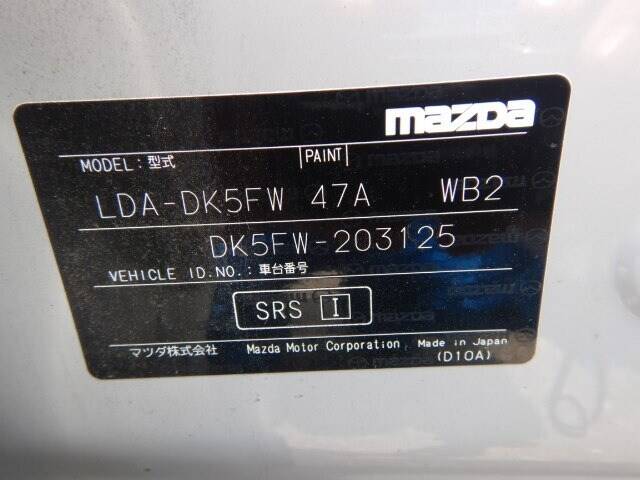 mazda
MODEL: 型式 PAINT
LDA-DK5FW 47A WB2
DK5FW-203125
VEHICLE ID.NO.: 車台番号
SRS I
マツダ株式会社 Mazda Motor Corporation Made in Japan
(D10A)